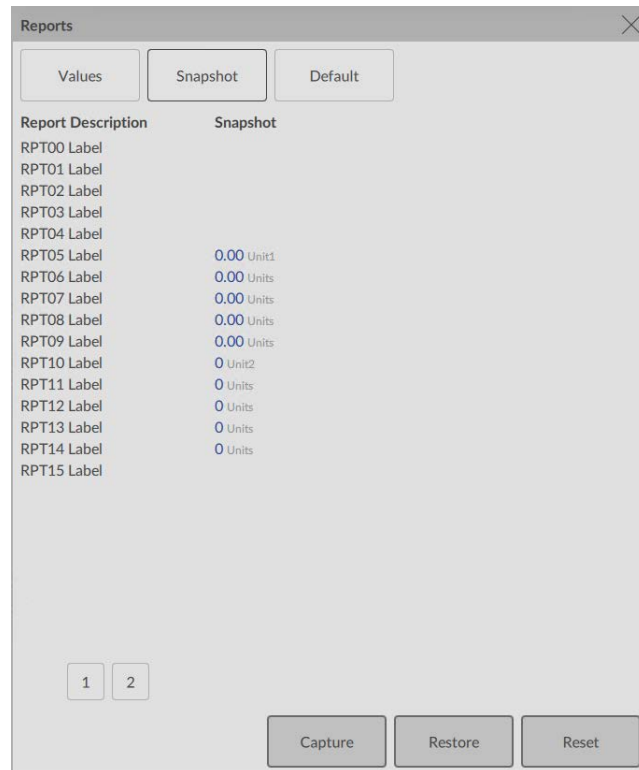 Reports
Values Snapshot Default
Report Description Snapshot
RPT00 Label
RPT01 Label
RPT02 Label
RPT03 Label
RPT04 Label
RPT05 Label 0.00 Unit1
RPT06 Label 0.00 Units
RPT07 Label 0.00 Units
RPT08 Label 0.00 Units
RPT09 Label 0.00 Units
RPT10 Label 0 Unit2
RPT11 Label 0 Units
RPT12 Label 0 Units
RPT13 Label 0 Units
RPT14 Label 0 Units
RPT15 Label
1 2
Capture Restore Reset